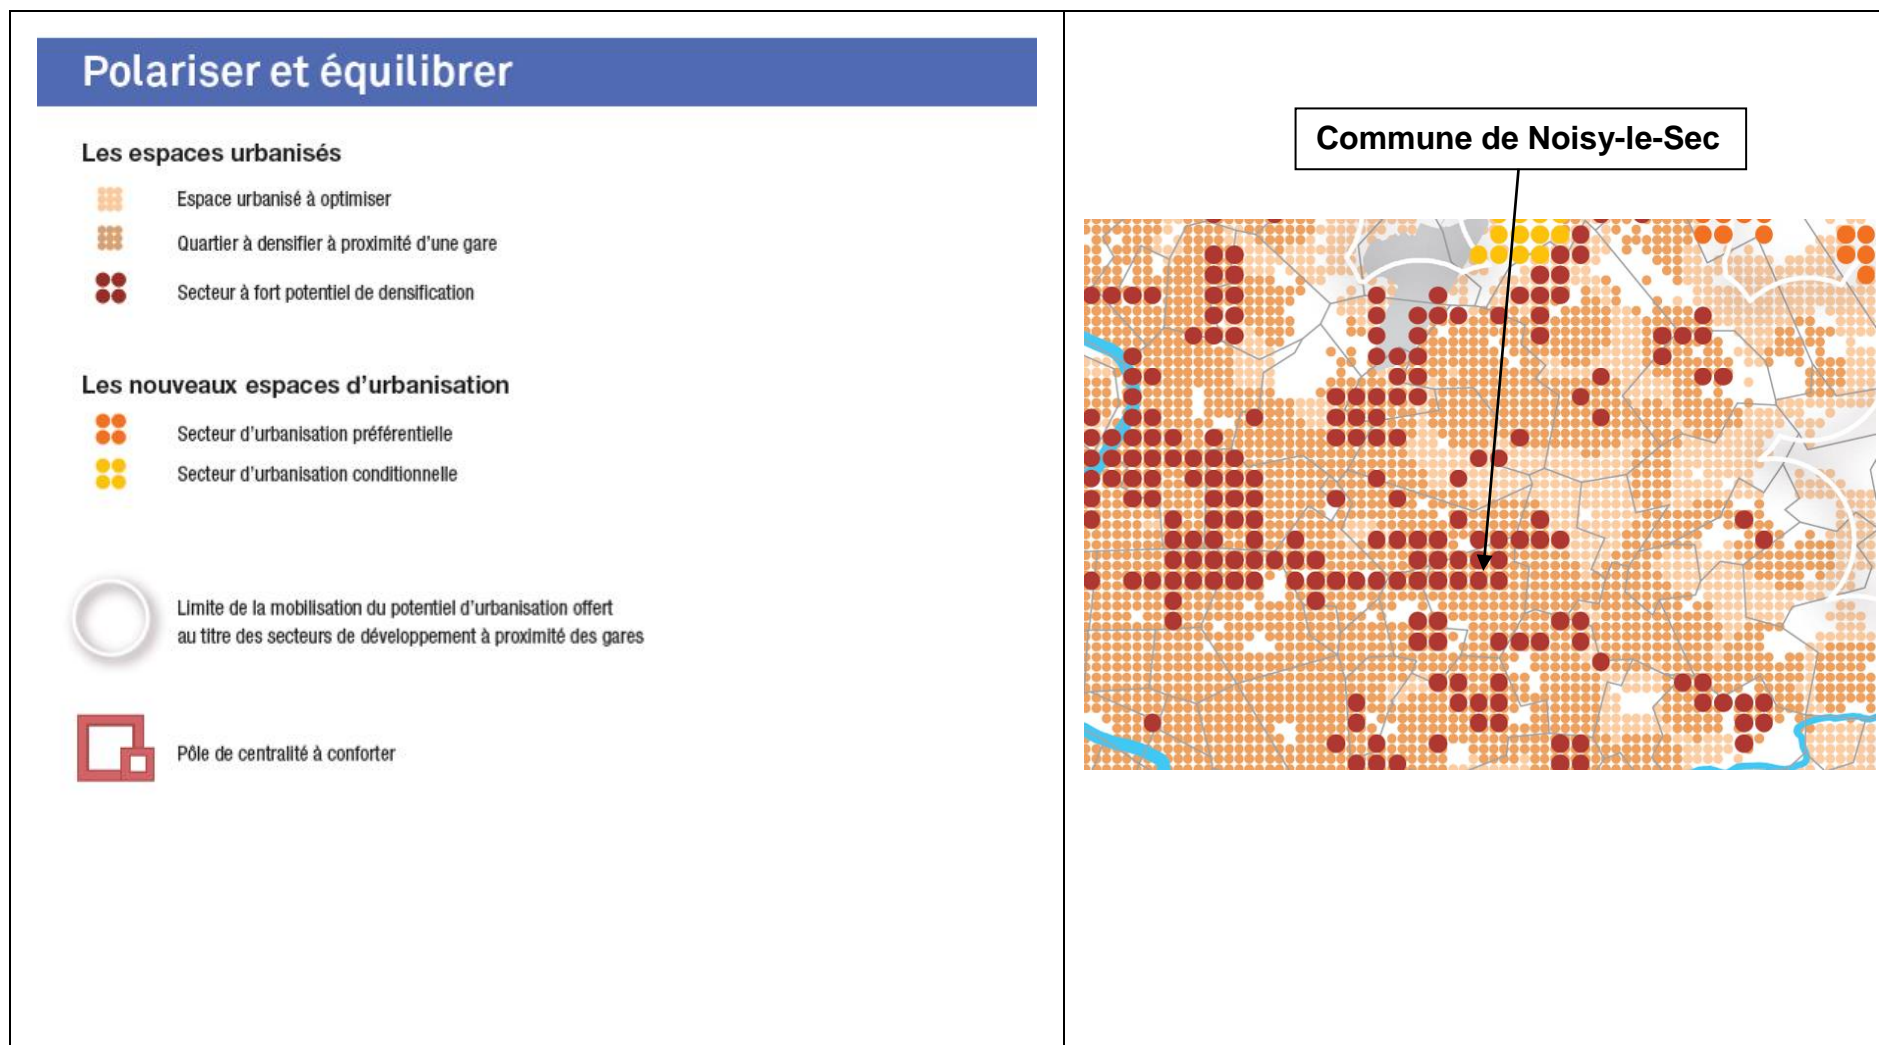 Polariser et équilibrer
Les espaces urbanisés
Espace urbanisé à optimiser
Quartier à densifier à proximité d'une gare
Secteur à fort potentiel de densification
Les nouveaux espaces d'urbanisation
Secteur d'urbanisation préférentielle
Secteur d'urbanisation conditionnelle
Limite de la mobilisation du potentiel d'urbanisation offert
au titre des secteurs de développement à proximité des gares
Pôle de centralité à conforter
Commune de Noisy-le-Sec